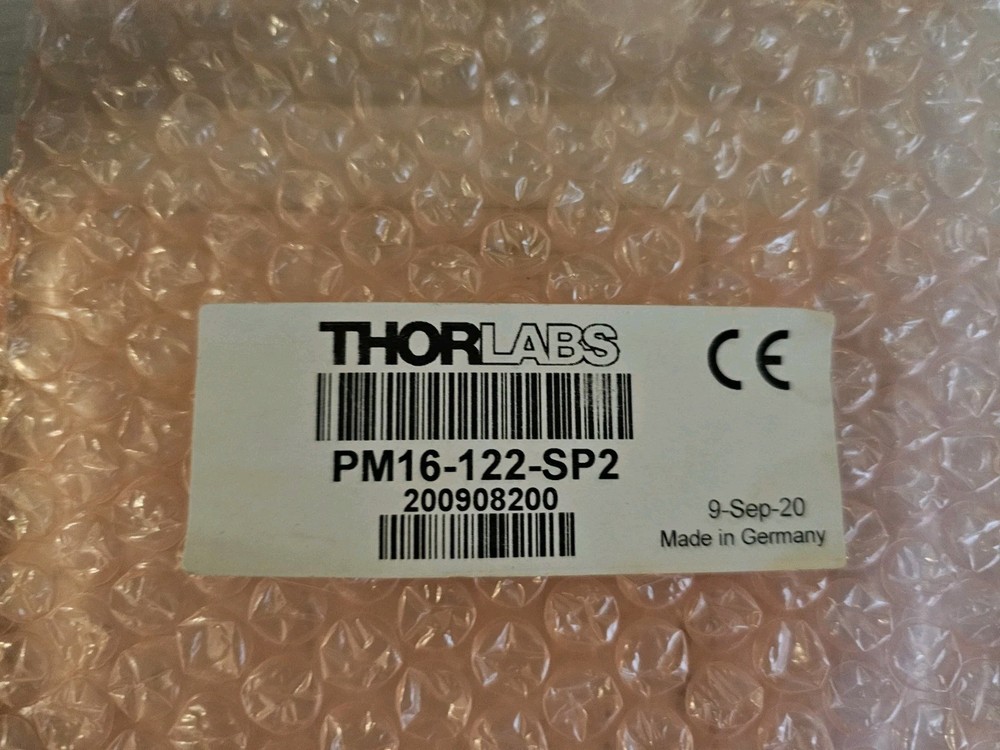 THORLABS
CE
PM16-122-SP2
200908200
9-Sep-20
Made in Germany